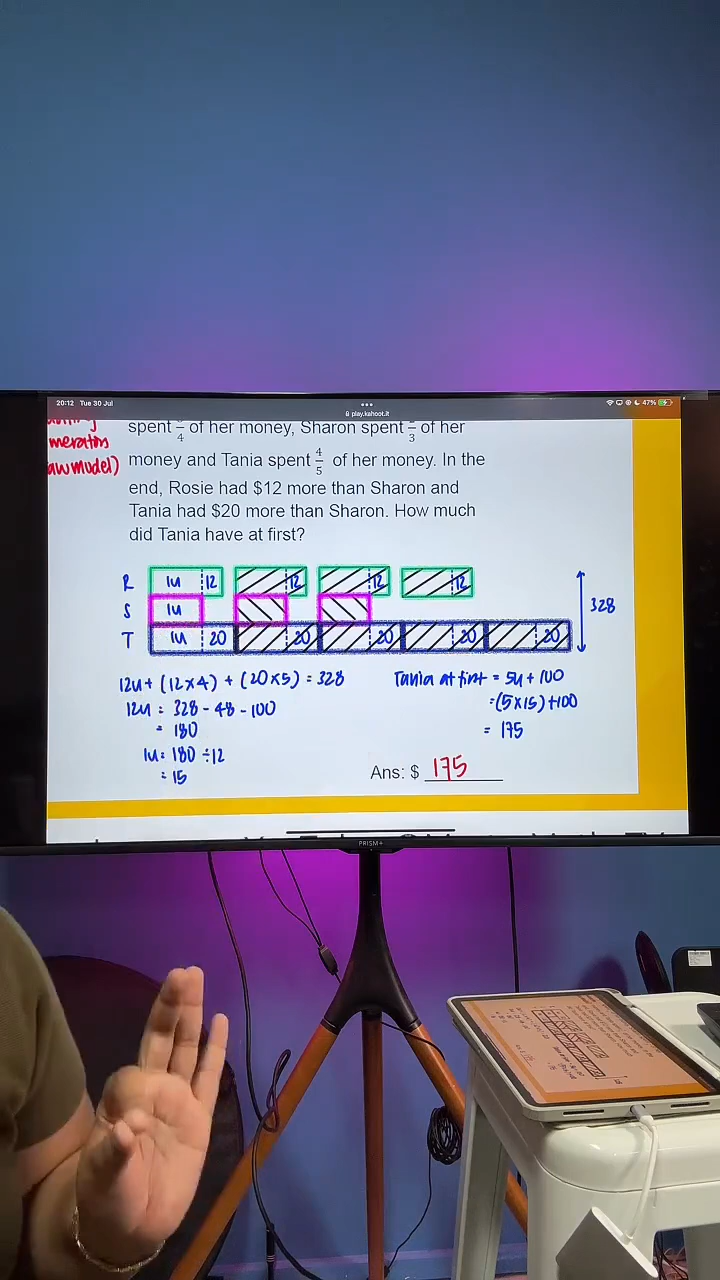 20:12 Tue 30 Jul
play.kahoot.it
47%
spent /4 of her money, Sharon spent /3 of her
money and Tania spent 4/5 of her money. In the
end, Rosie had $12 more than Sharon and
Tania had $20 more than Sharon. How much
did Tania have at first?
R 1u 12 12 12 12
S 1u
T 1u 20 20 20 20 20
328
12u + (12×4) + (20×5) = 328
12u = 328 - 48 - 100
= 180
1u = 180 ÷ 12
= 15
Tania at first = 5u + 100
= (5×15) + 100
= 175
Ans: $ 175
PRISM+